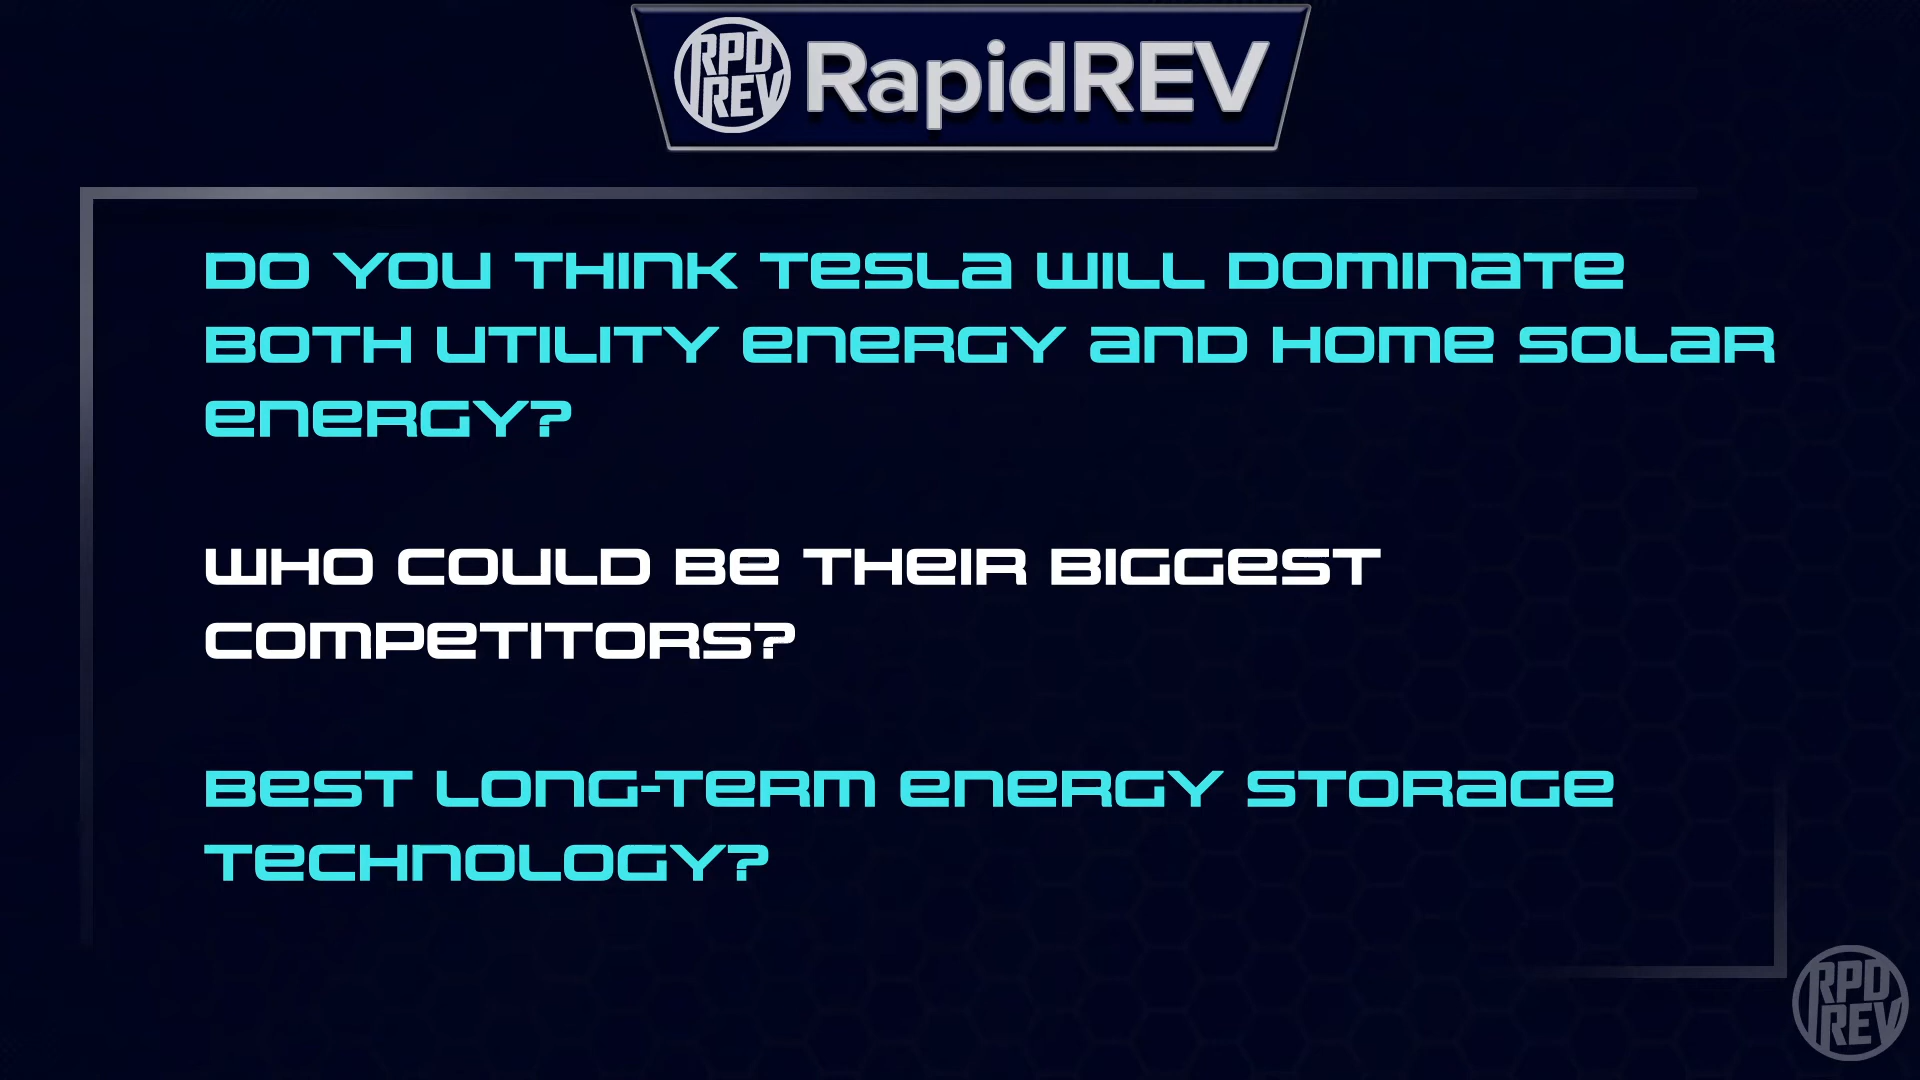 RPD REV RapidREV
DO YOU THINK TESLA WILL DOMINATE
BOTH UTILITY ENERGY AND HOME SOLAR
ENERGY?
WHO COULD BE THEIR BIGGEST
COMPETITORS?
BEST LONG-TERM ENERGY STORAGE
TECHNOLOGY?
RPD
REV